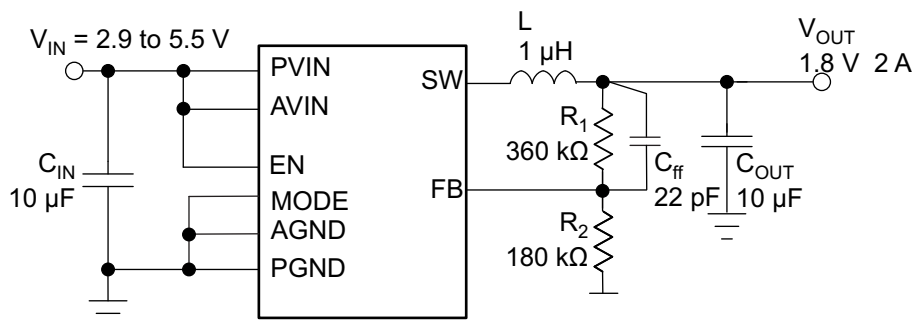 V_IN = 2.9 to 5.5 V
PVIN
AVIN
EN
MODE
AGND
PGND
SW
FB
C_IN
10 µF
L
1 µH
V_OUT
1.8 V 2 A
R_1
360 kΩ
C_ff
22 pF
C_OUT
10 µF
R_2
180 kΩ